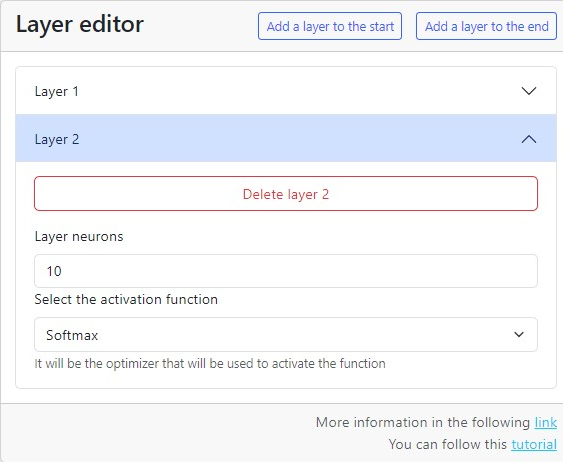 Layer editor
Add a layer to the start
Add a layer to the end
Layer 1
Layer 2
Delete layer 2
Layer neurons
10
Select the activation function
Softmax
It will be the optimizer that will be used to activate the function
More information in the following link
You can follow this tutorial